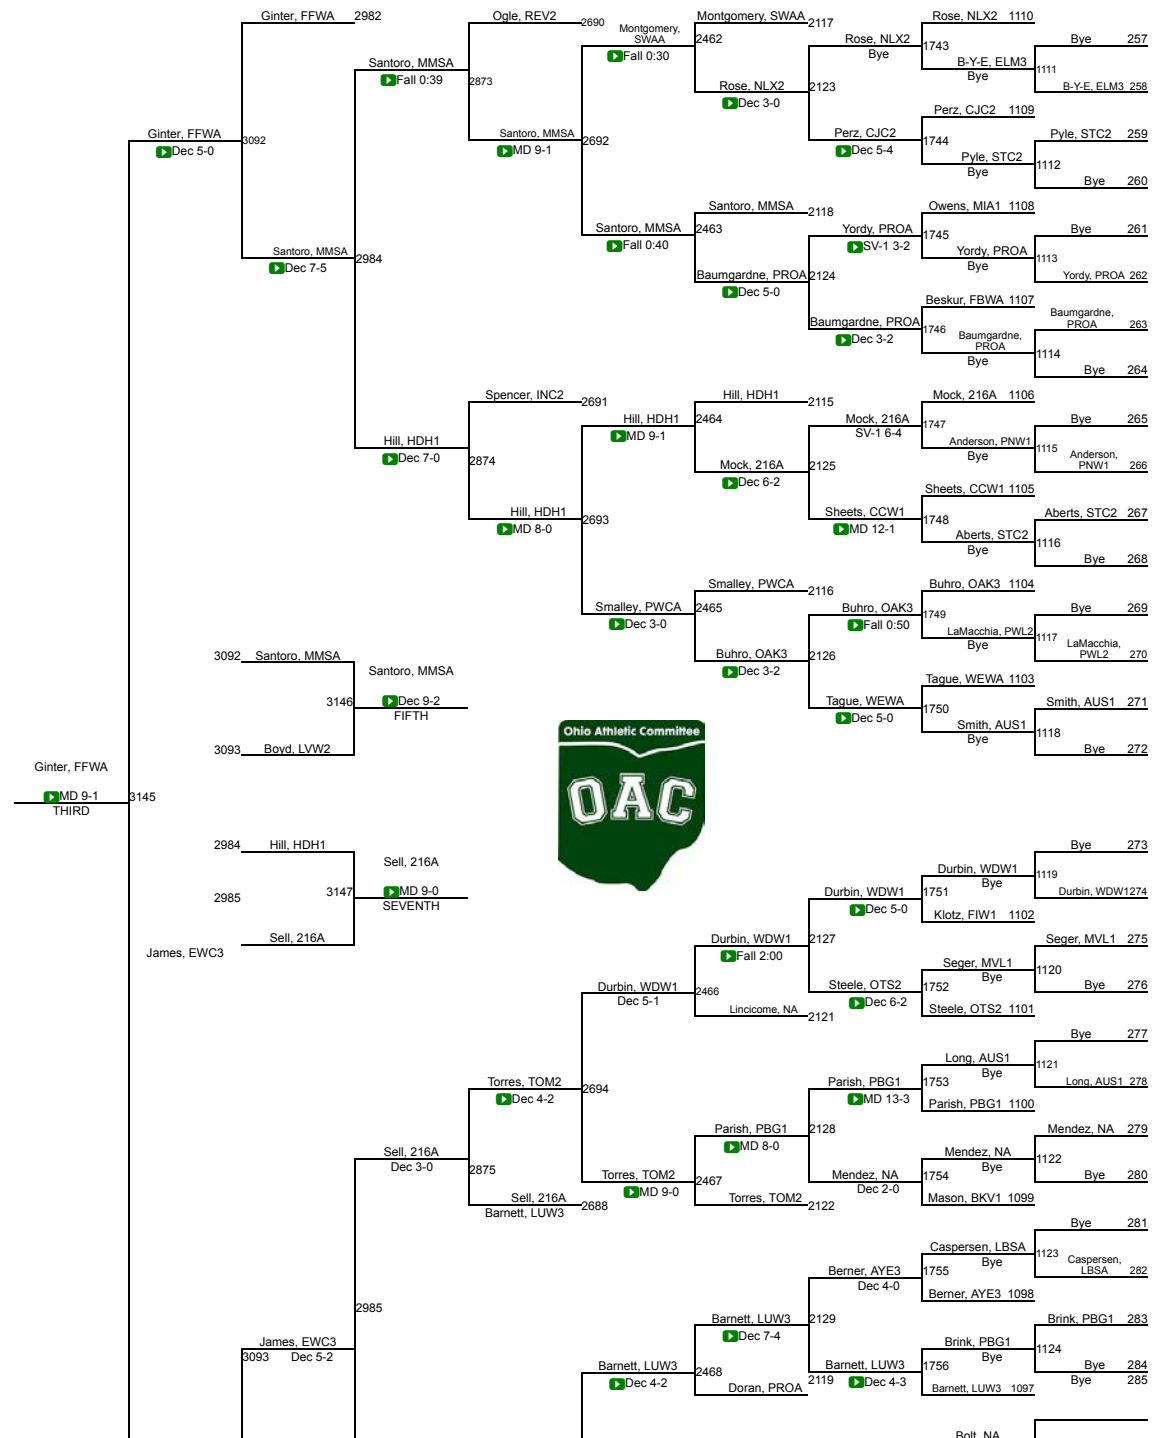 Ginter, FFWA 2982
Ogle, REV2 2690
Montgomery, SWAA 2117
Rose, NLX2 1110
Montgomery,
SWAA
2462
Fall 0:30
Rose, NLX2
Bye
1743
Bye 257
B-Y-E, ELM3
Bye
1111
B-Y-E, ELM3 258
Santoro, MMSA
Fall 0:39
2873
Rose, NLX2
Dec 3-0
2123
Perz, CJC2 1109
Ginter, FFWA
Dec 5-0
3092
Santoro, MMSA
MD 9-1
2692
Perz, CJC2
Dec 5-4
1744
Pyle, STC2 259
Pyle, STC2
Bye
1112
Bye 260
Santoro, MMSA 2118
Owens, MIA1 1108
Santoro, MMSA
Fall 0:40
2463
Yordy, PROA
SV-1 3-2
1745
Bye 261
Yordy, PROA
Bye
1113
Yordy, PROA 262
Santoro, MMSA
Dec 7-5
2984
Baumgardne, PROA
Dec 5-0
2124
Beskur, FBWA 1107
Baumgardne, PROA
Dec 3-2
1746
Baumgardne,
PROA 263
Baumgardne,
PROA
Bye
1114
Bye 264
Spencer, INC2 2691
Hill, HDH1 2115
Mock, 216A 1106
Hill, HDH1
MD 9-1
2464
Mock, 216A
SV-1 6-4
1747
Bye 265
Hill, HDH1
Dec 7-0
2874
Anderson, PNW1
Bye
1115
Anderson,
PNW1 266
Mock, 216A
Dec 6-2
2125
Sheets, CCW1 1105
Hill, HDH1
MD 8-0
2693
Sheets, CCW1
MD 12-1
1748
Aberts, STC2 267
Aberts, STC2
Bye
1116
Bye 268
Smalley, PWCA 2116
Buhro, OAK3 1104
Smalley, PWCA
Dec 3-0
2465
Buhro, OAK3
Fall 0:50
1749
Bye 269
LaMacchia, PWL2
Bye
1117
LaMacchia,
PWL2 270
3092 Santoro, MMSA
Santoro, MMSA
Buhro, OAK3
Dec 3-2
2126
Tague, WEWA 1103
3146
Dec 9-2
FIFTH
Tague, WEWA
Dec 5-0
1750
Smith, AUS1 271
Smith, AUS1
Bye
1118
Bye 272
3093 Boyd, LVW2
Ohio Athletic Committee
OAC
Ginter, FFWA
MD 9-1
THIRD
3145
2984 Hill, HDH1
Sell, 216A
Bye 273
Durbin, WDW1
Bye
1119
2985
3147
MD 9-0
SEVENTH
Durbin, WDW1
Dec 5-0
1751
Durbin, WDW1 274
Klotz, FIW1 1102
Sell, 216A
James, EWC3
Durbin, WDW1
Fall 2:00
2127
Seger, MVL1 275
Seger, MVL1
Bye
1120
Durbin, WDW1
Dec 5-1
2466
Steele, OTS2
Dec 6-2
1752
Bye 276
Lincicome, NA 2121
Steele, OTS2 1101
Bye 277
Long, AUS1
Bye
1121
Torres, TOM2
Dec 4-2
2694
Parish, PBG1
MD 13-3
1753
Long, AUS1 278
Parish, PBG1 1100
Parish, PBG1
MD 8-0
2128
Mendez, NA 279
Sell, 216A
Dec 3-0
2875
Mendez, NA
Bye
1122
Torres, TOM2
MD 9-0
2467
Mendez, NA
Dec 2-0
1754
Bye 280
Sell, 216A 2688
Barnett, LUW3
Torres, TOM2 2122
Mason, BKV1 1099
Bye 281
Caspersen, LBSA
Bye
1123
Berner, AYE3
Dec 4-0
1755
Caspersen,
LBSA 282
Berner, AYE3 1098
2985
Barnett, LUW3
Dec 7-4
2129
Brink, PBG1 283
James, EWC3
3093 Dec 5-2
Brink, PBG1
Bye
1124
Barnett, LUW3
Dec 4-2
2468
Barnett, LUW3
Dec 4-3
1756
Bye 284
Bye 285
Doran, PROA 2119
Barnett, LUW3 1097
Bolt, NA